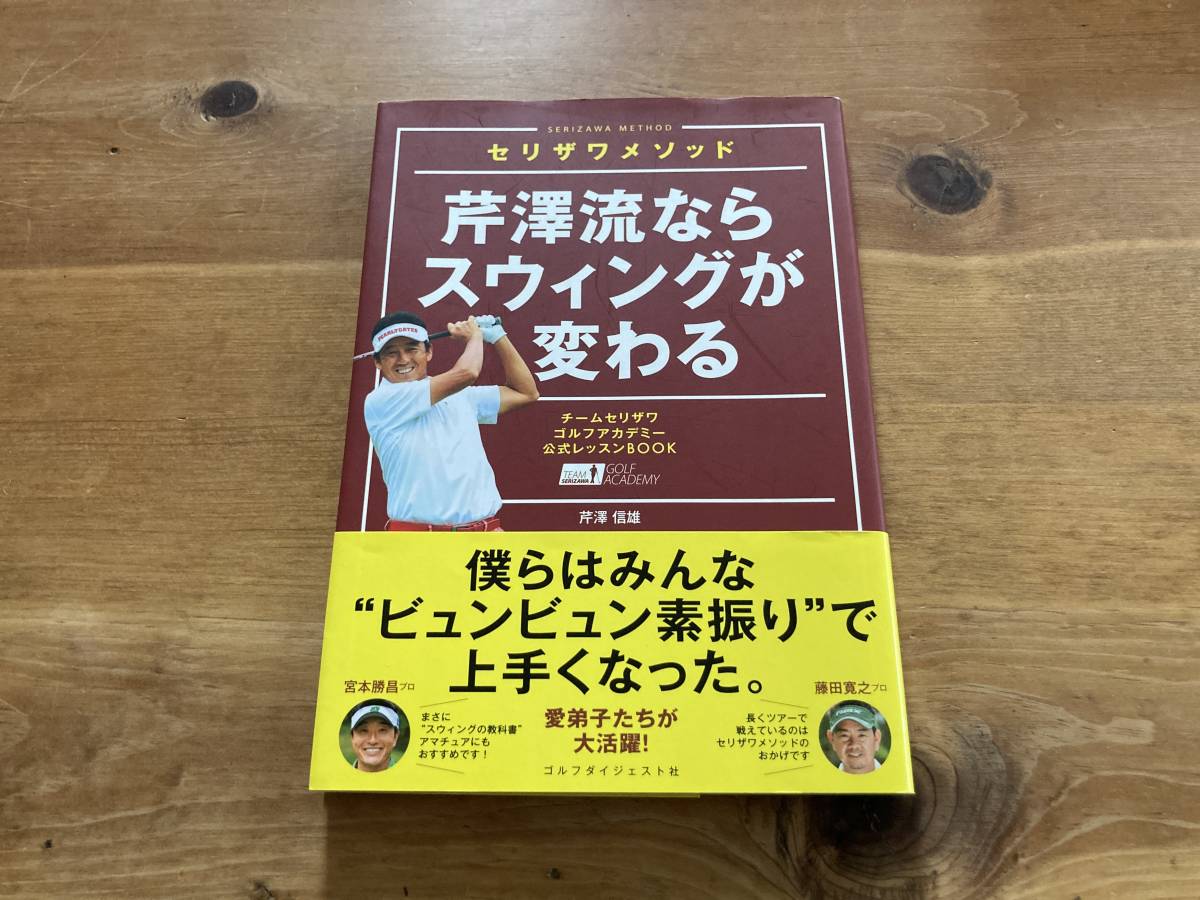 SERIZAWA METHOD
セリザワメソッド
芹澤流なら
スウィングが
変わる
PEARLY GATES
チームセリザワ
ゴルフアカデミー
公式レッスンBOOK
TEAM
SERIZAWA
GOLF
ACADEMY
芹澤 信雄
僕らはみんな
“ビュンビュン素振り”で
上手くなった。
宮本勝昌プロ
まさに
“スウィングの教科書”
アマチュアにも
おすすめです！
愛弟子たちが
大活躍！
藤田寛之プロ
長くツアーで
戦えているのは
セリザワメソッドの
おかげです
ゴルフダイジェスト社